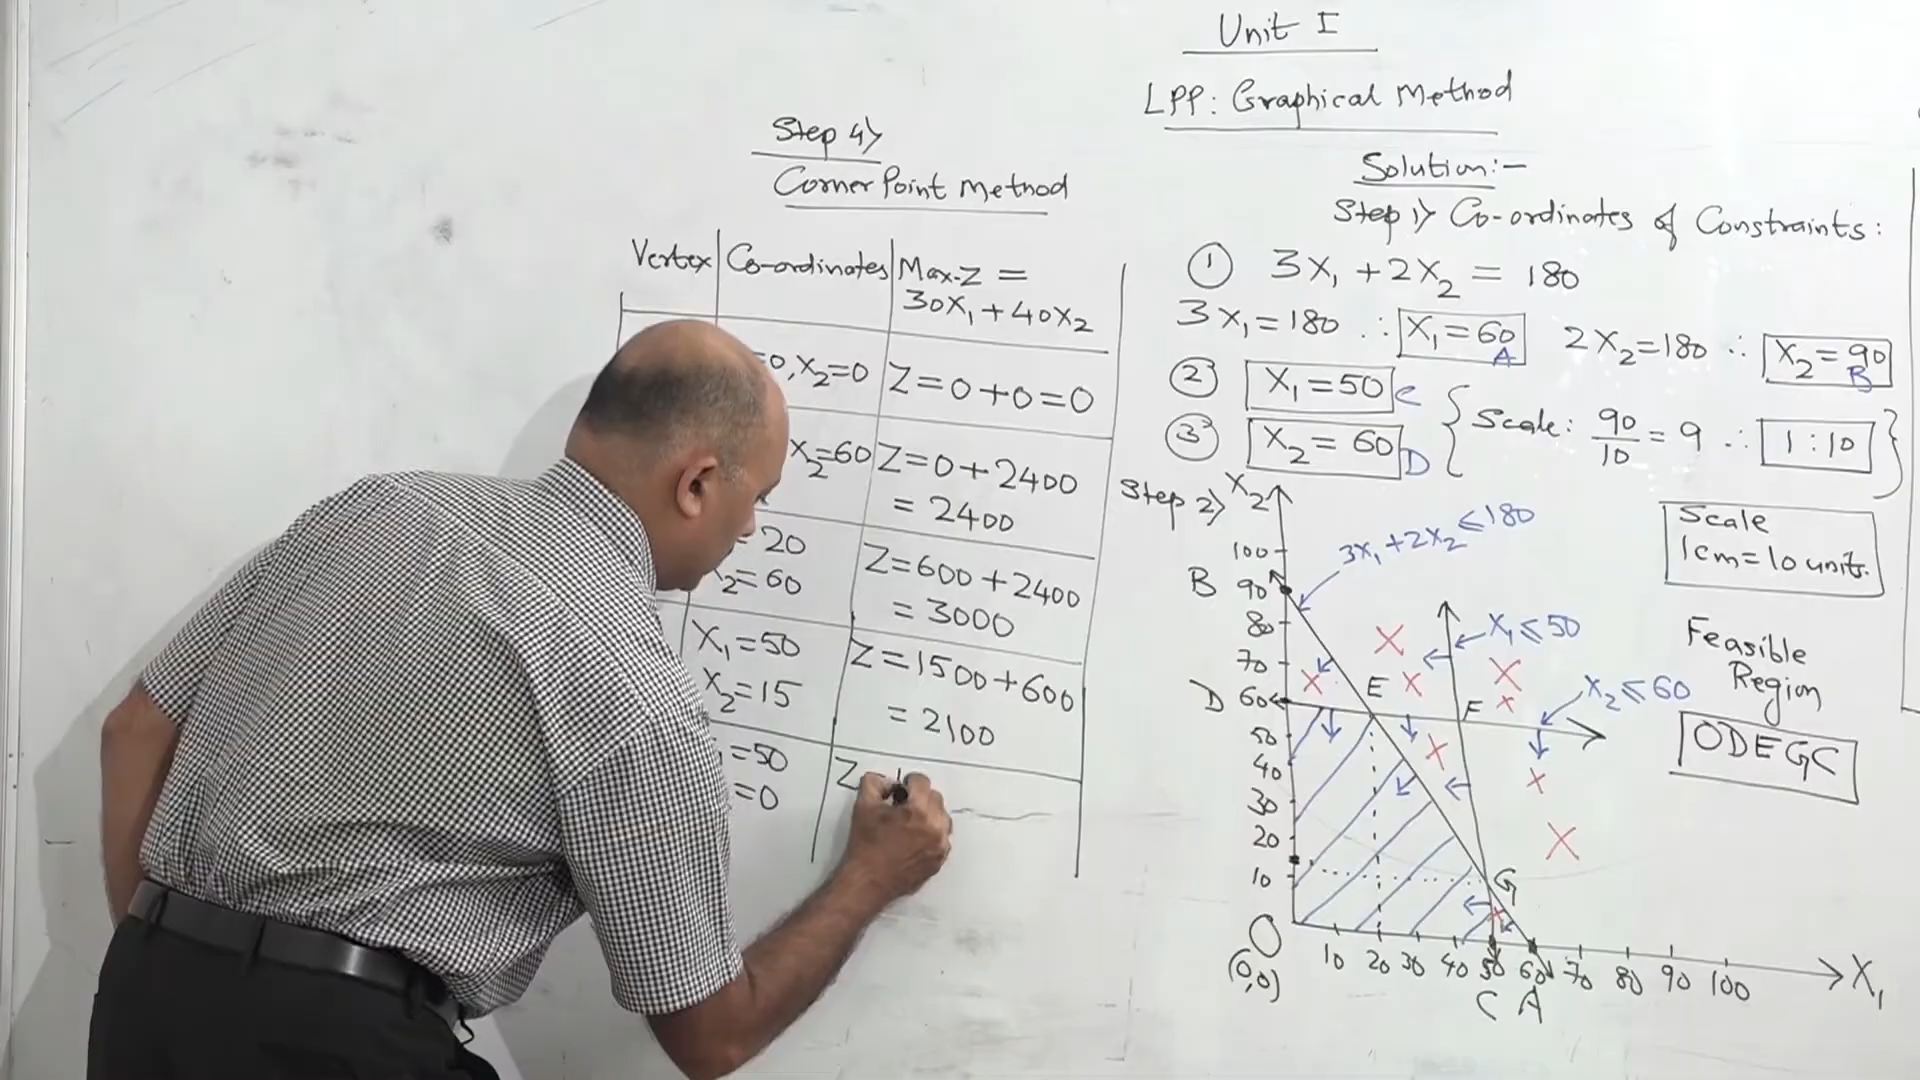 Unit I
LPP: Graphical Method
Step 4>
Corner Point Method
Vertex Co-ordinates Max.Z =
30X1 + 40X2
=0, X2=0 Z=0+0=0
X2=60 Z=0+2400
= 2400
= 20 Z=600+2400
X2=60 = 3000
X1=50 Z=1500+600
X2=15 = 2100
=50 Z=
=0
Solution:-
Step 1> Co-ordinates of Constraints:
① 3X1 + 2X2 = 180
3X1=180 ∴ X1=60 A 2X2=180 ∴ X2=90 B
② X1=50 C
③ X2=60 D
{ Scale: 90/10 = 9 ∴ 1:10 }
Step 2>
X2
Scale
1cm=10 units.
3X1+2X2 ≤180
100
B 90
80
70
D 60
50
40
30
20
10
X1≤50
X2≤60
E F
G
O
(0,0)
10 20 30 40 50 60 70 80 90 100 X1
C A
Feasible
Region
ODEGC